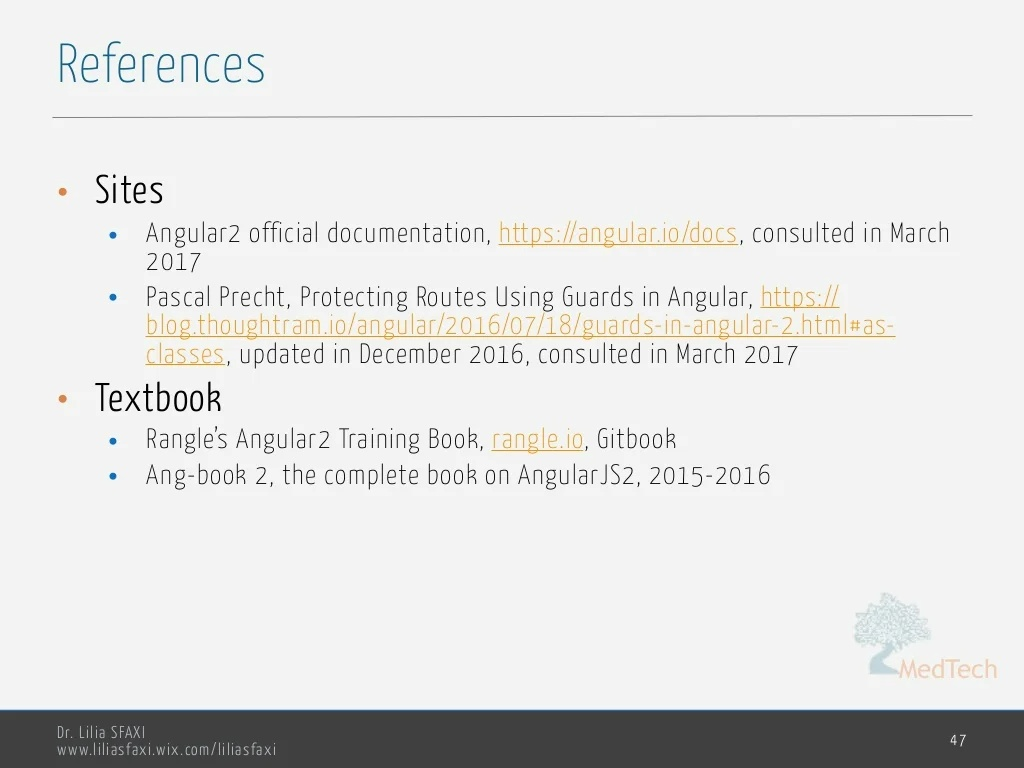 References
• Sites
• Angular2 official documentation, https://angular.io/docs, consulted in March
2017
• Pascal Precht, Protecting Routes Using Guards in Angular, https://
blog.thoughtram.io/angular/2016/07/18/guards-in-angular-2.html#as-
classes, updated in December 2016, consulted in March 2017
• Textbook
• Rangle’s Angular2 Training Book, rangle.io, Gitbook
• Ang-book 2, the complete book on AngularJS2, 2015-2016
MedTech
Dr. Lilia SFAXI
www.liliasfaxi.wix.com/liliasfaxi
47